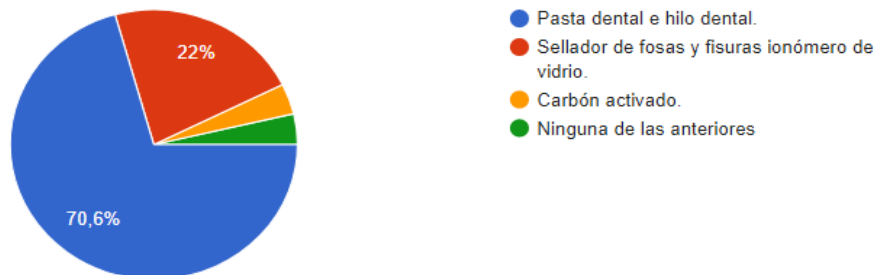 22%
70,6%
Pasta dental e hilo dental.
Sellador de fosas y fisuras ionómero de
vidrio.
Carbón activado.
Ninguna de las anteriores